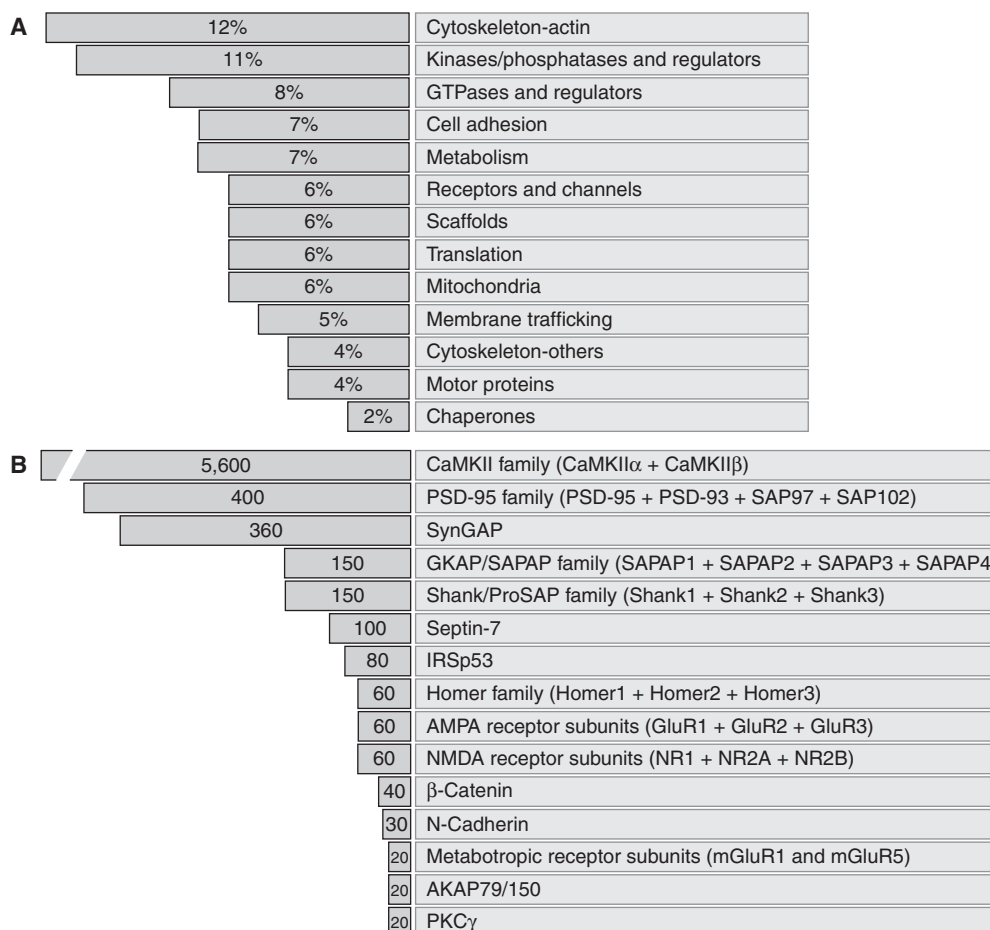 A
12% Cytoskeleton-actin
11% Kinases/phosphatases and regulators
8% GTPases and regulators
7% Cell adhesion
7% Metabolism
6% Receptors and channels
6% Scaffolds
6% Translation
6% Mitochondria
5% Membrane trafficking
4% Cytoskeleton-others
4% Motor proteins
2% Chaperones
B
5,600 CaMKII family (CaMKIIα + CaMKIIβ)
400 PSD-95 family (PSD-95 + PSD-93 + SAP97 + SAP102)
360 SynGAP
150 GKAP/SAPAP family (SAPAP1 + SAPAP2 + SAPAP3 + SAPAP4
150 Shank/ProSAP family (Shank1 + Shank2 + Shank3)
100 Septin-7
80 IRSp53
60 Homer family (Homer1 + Homer2 + Homer3)
60 AMPA receptor subunits (GluR1 + GluR2 + GluR3)
60 NMDA receptor subunits (NR1 + NR2A + NR2B)
40 β-Catenin
30 N-Cadherin
20 Metabotropic receptor subunits (mGluR1 and mGluR5)
20 AKAP79/150
20 PKCγ